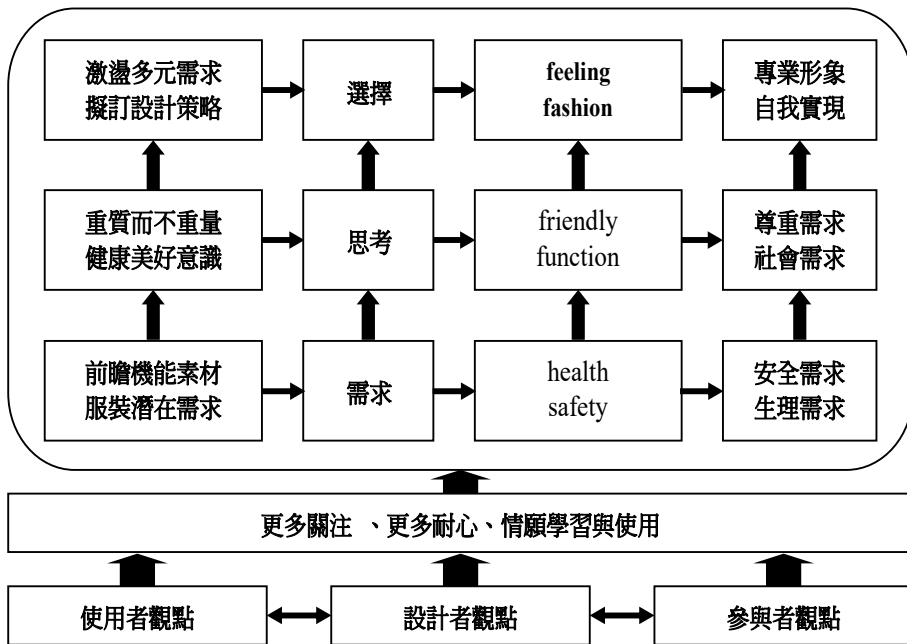 激盪多元需求
擬訂設計策略
選擇
feeling
fashion
專業形象
自我實現
重質而不重量
健康美好意識
思考
friendly
function
尊重需求
社會需求
前瞻機能素材
服裝潛在需求
需求
health
safety
安全需求
生理需求
更多關注 、更多耐心、情願學習與使用
使用者觀點
設計者觀點
參與者觀點